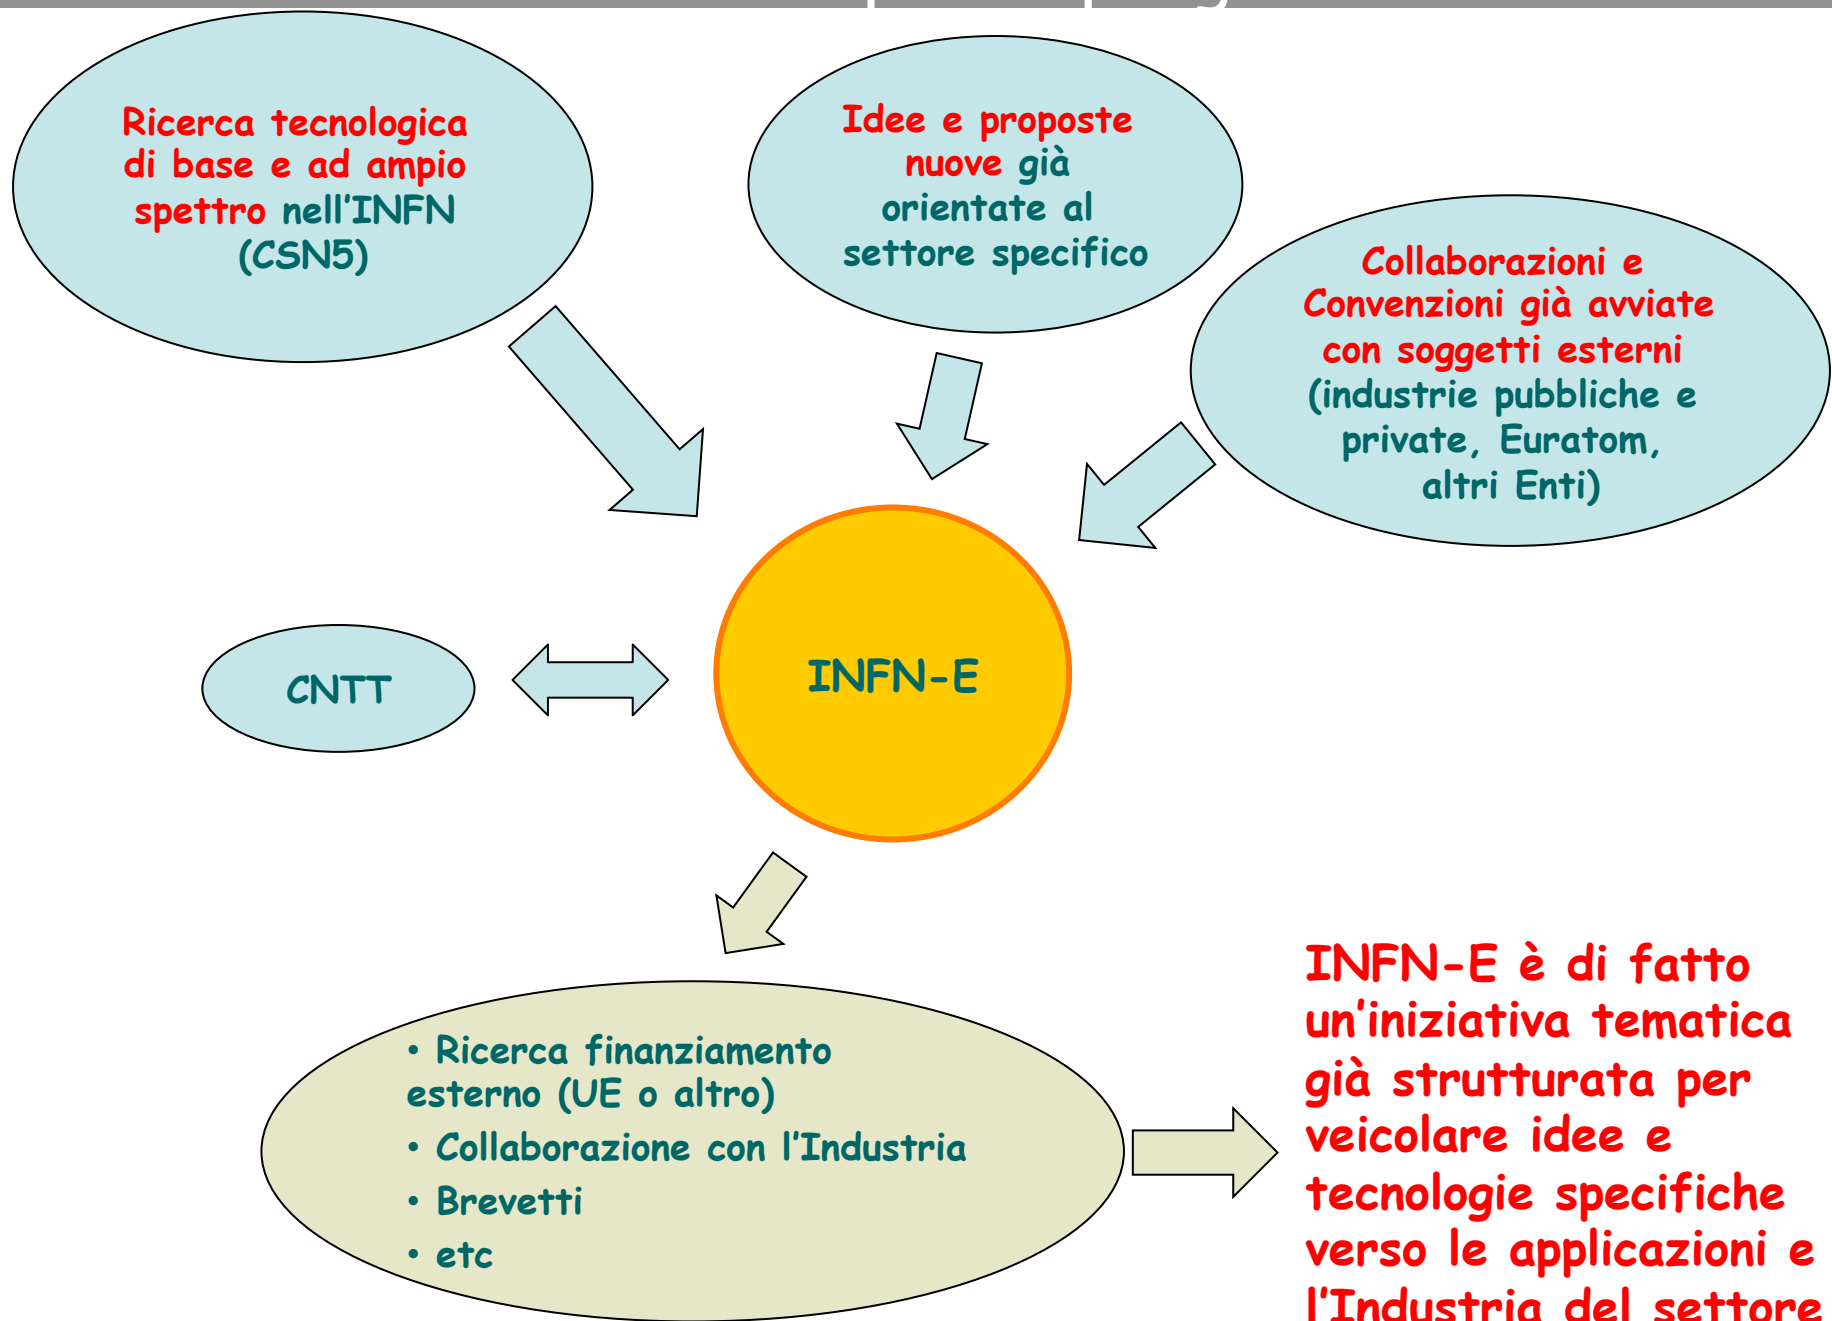 Ricerca tecnologica
di base e ad ampio
spettro nell'INFN
(CSN5)
Idee e proposte
nuove già
orientate al
settore specifico
Collaborazioni e
Convenzioni già avviate
con soggetti esterni
(industrie pubbliche e
private, Euratom,
altri Enti)
CNTT
INFN-E
• Ricerca finanziamento
esterno (UE o altro)
• Collaborazione con l'Industria
• Brevetti
• etc
INFN-E è di fatto
un'iniziativa tematica
già strutturata per
veicolare idee e
tecnologie specifiche
verso le applicazioni e
l'Industria del settore